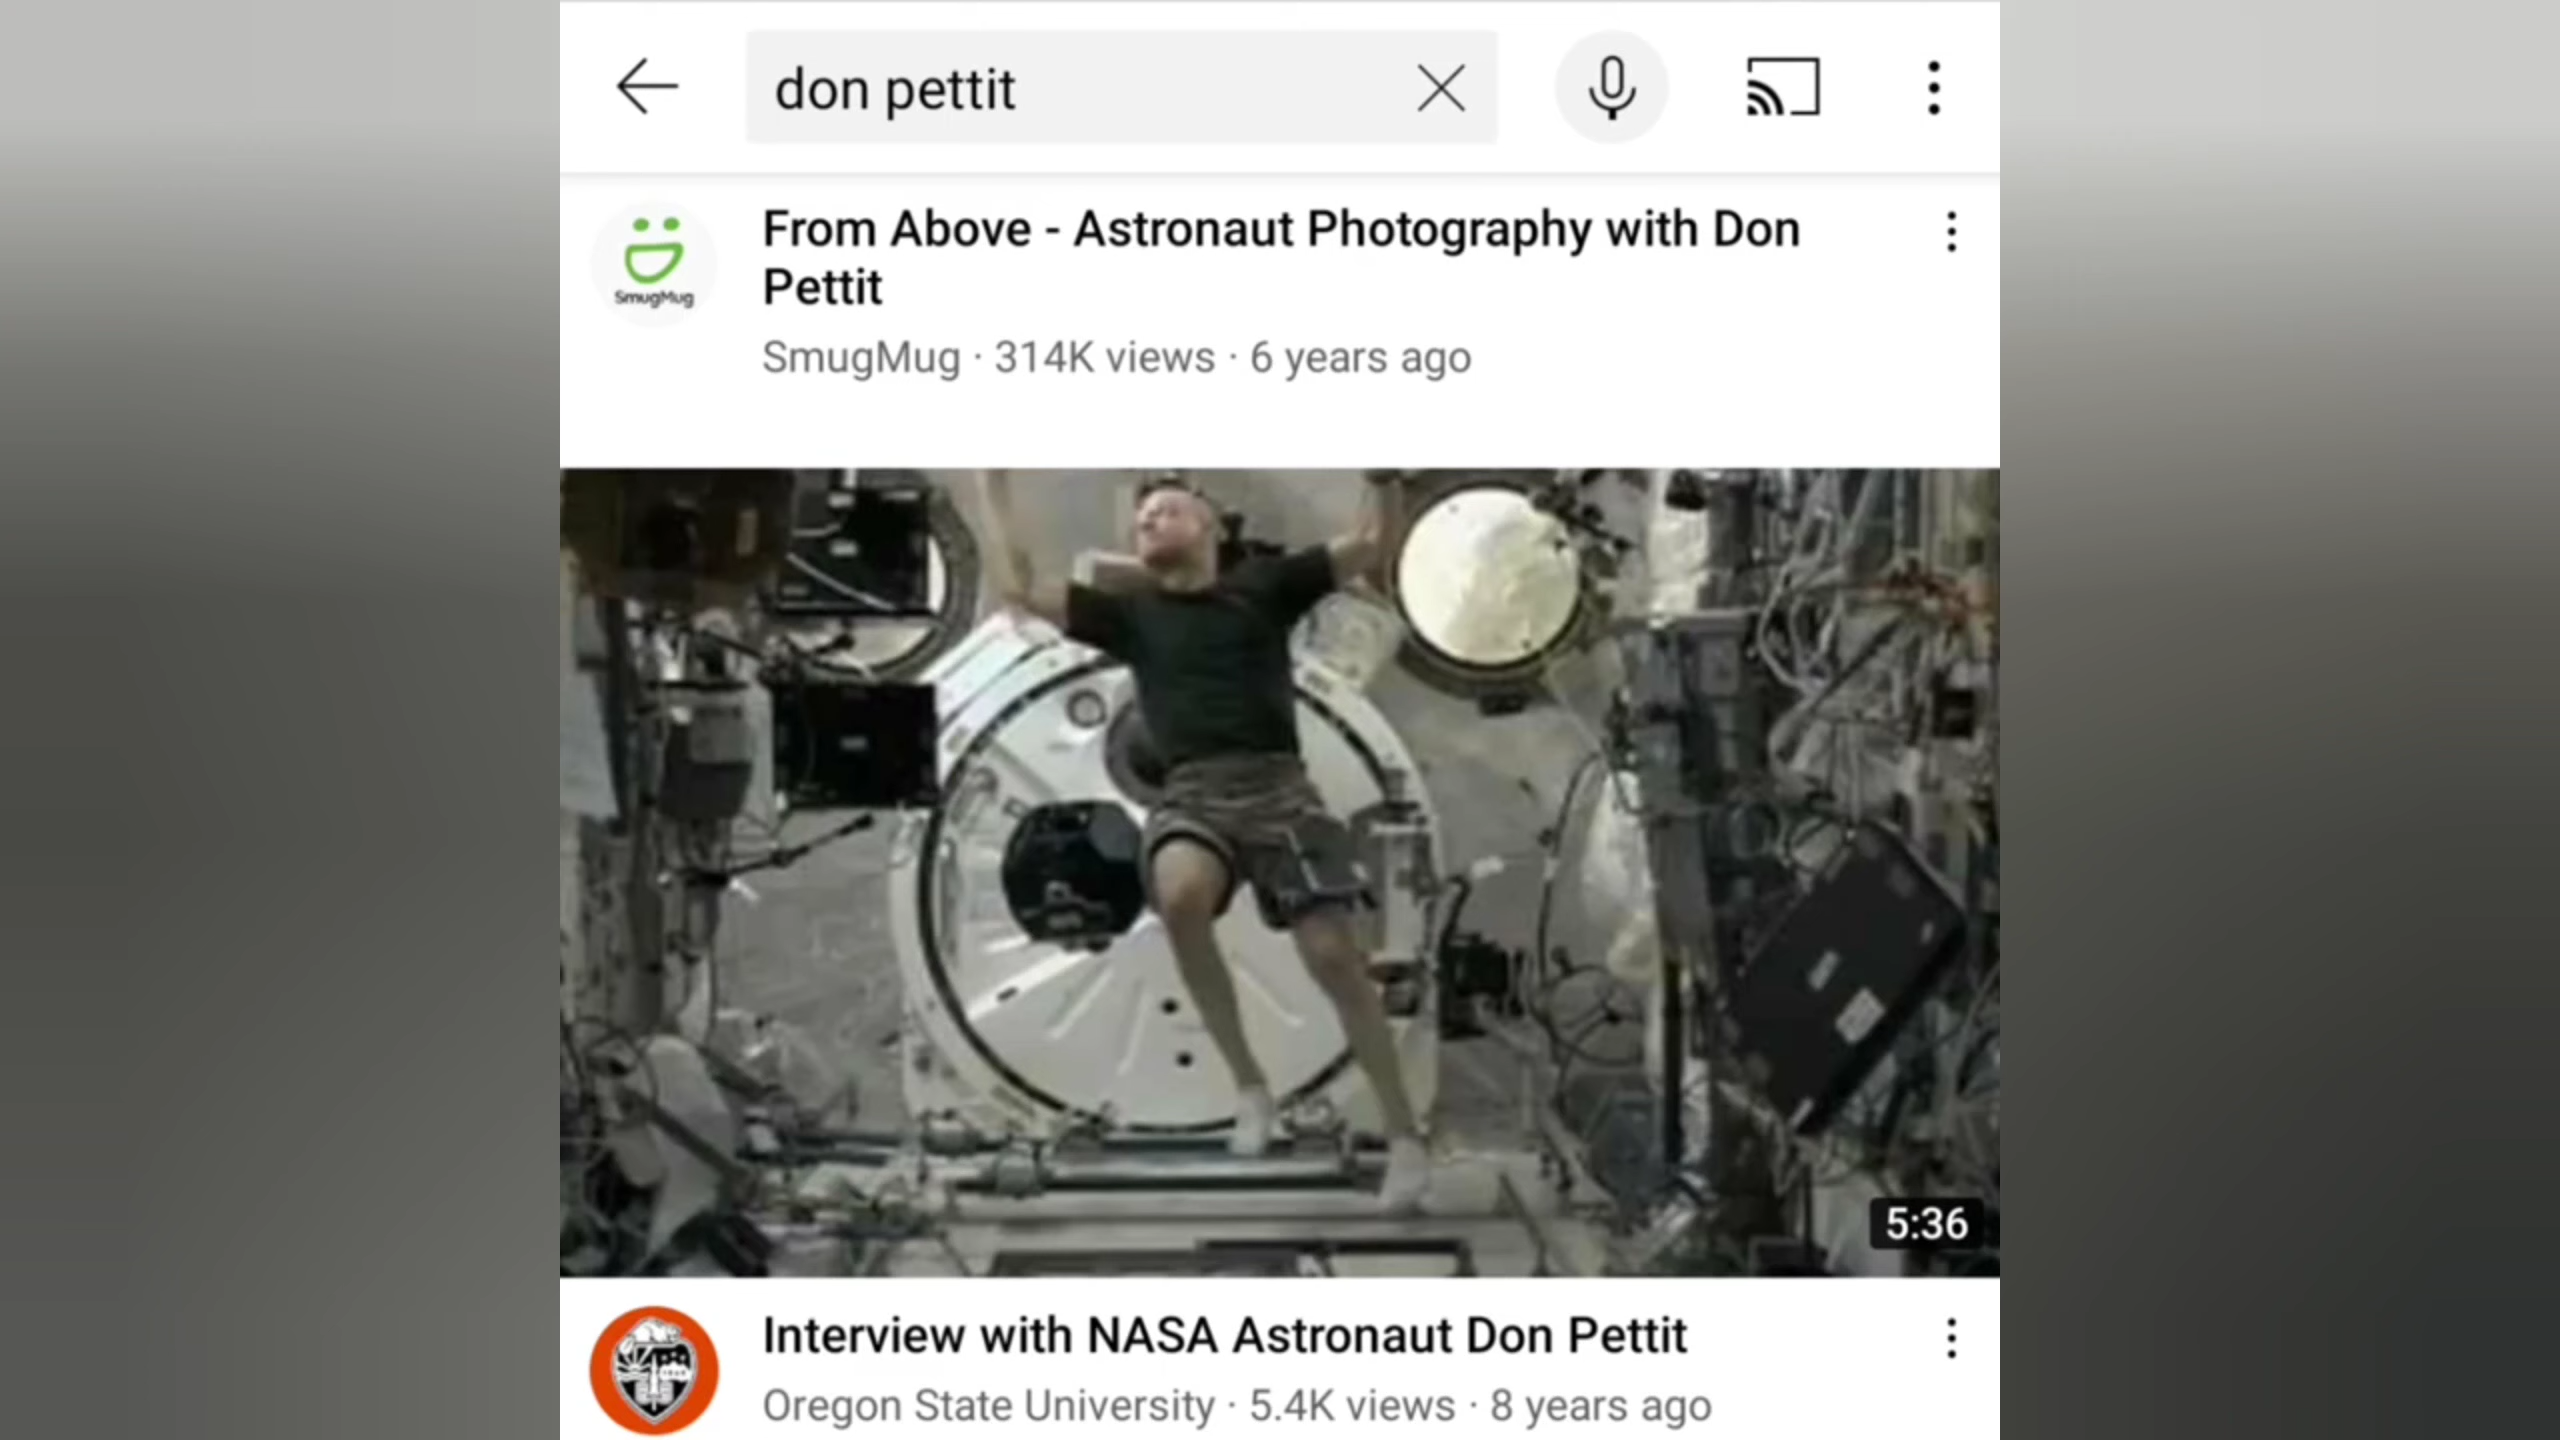 don pettit
SmugMug
From Above - Astronaut Photography with Don
Pettit
SmugMug · 314K views · 6 years ago
5:36
Interview with NASA Astronaut Don Pettit
Oregon State University · 5.4K views · 8 years ago